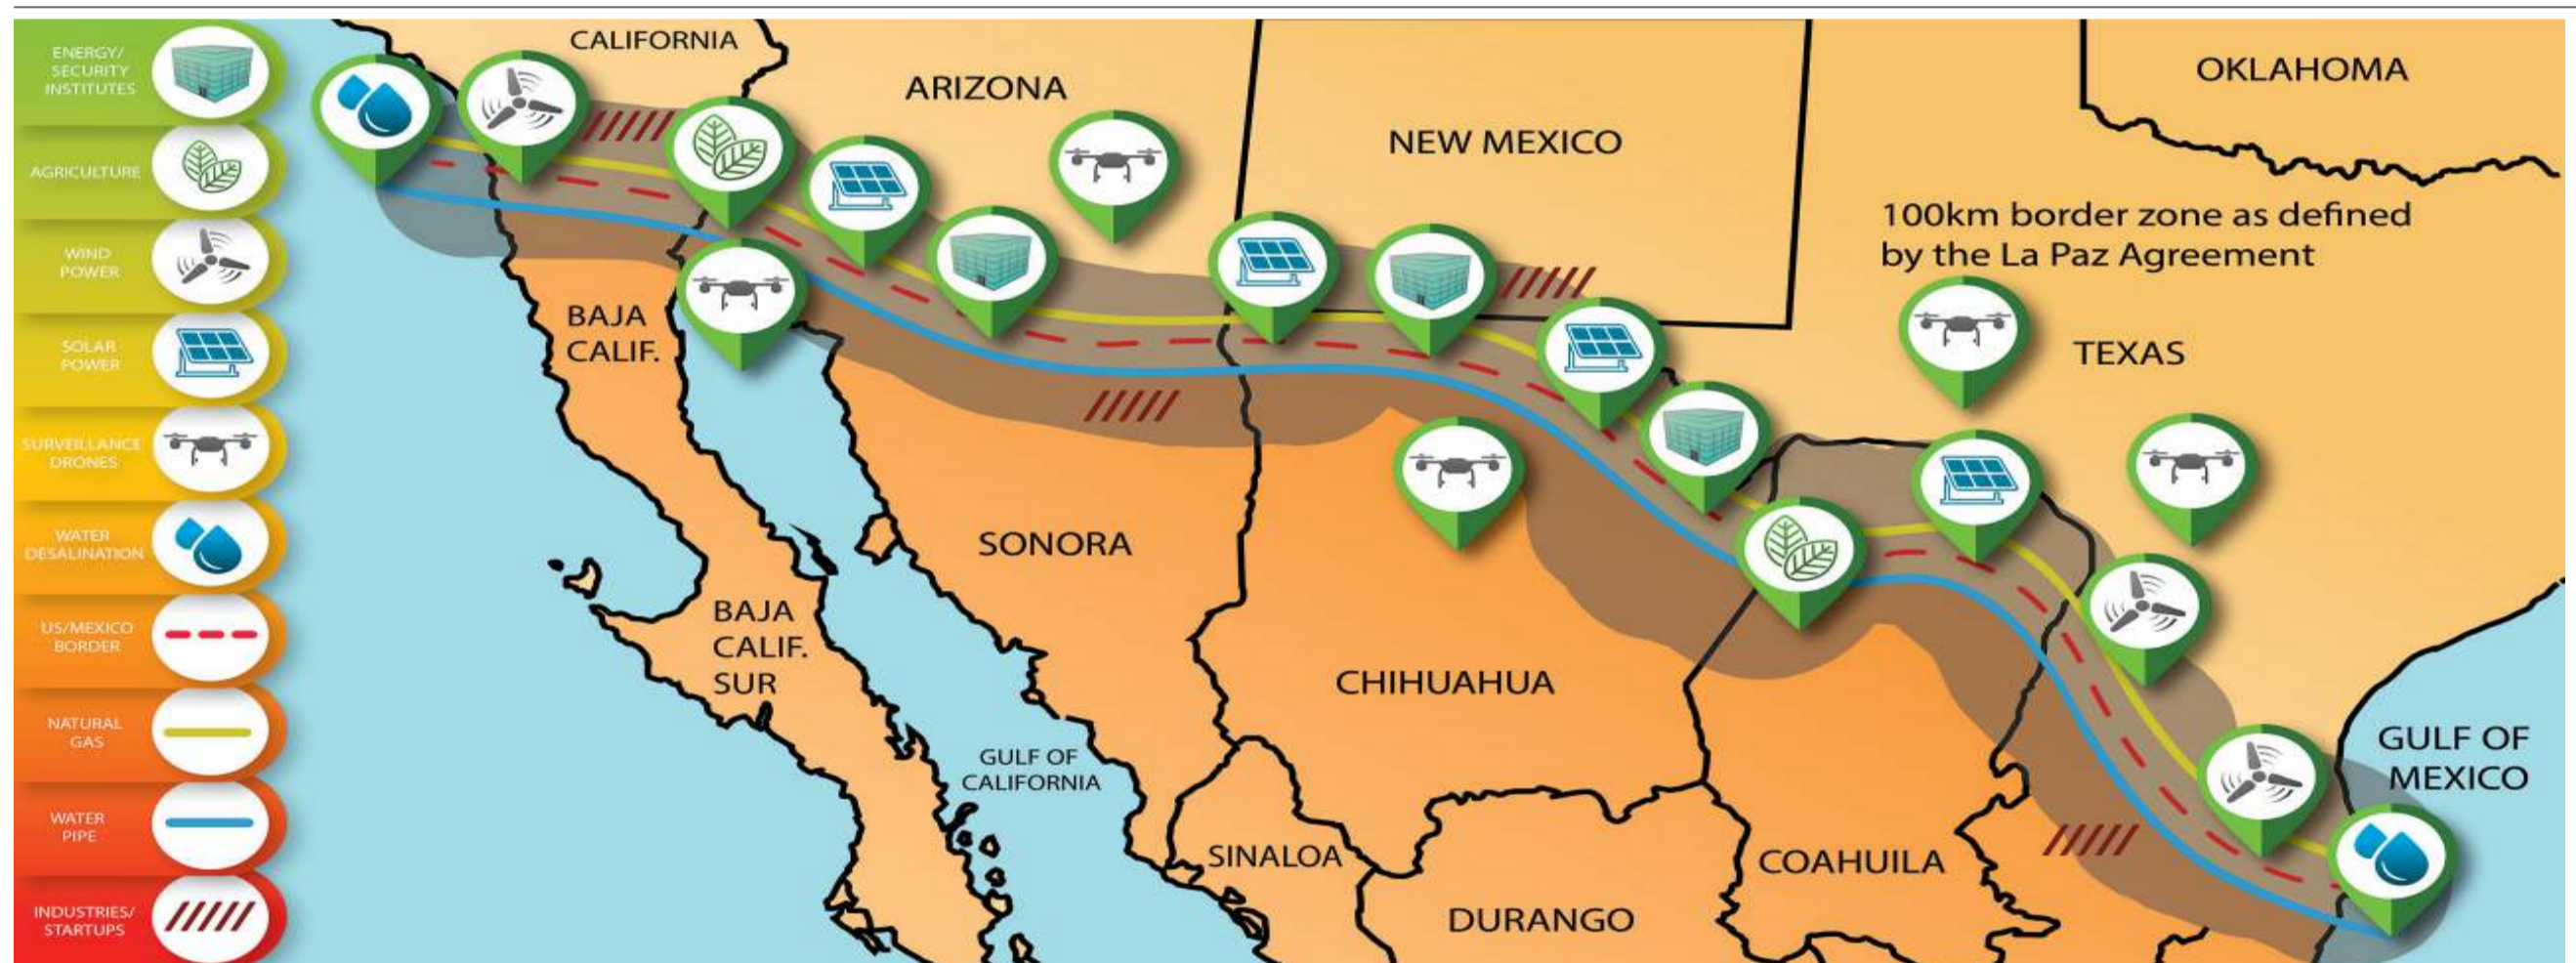 ENERGY/
SECURITY
INSTITUTES
AGRICULTURE
WIND
POWER
SOLAR
POWER
SURVEILLANCE
DRONES
WATER
DESALINATION
US/MEXICO
BORDER
NATURAL
GAS
WATER
PIPE
INDUSTRIES/
STARTUPS
CALIFORNIA
ARIZONA
NEW MEXICO
OKLAHOMA
100km border zone as defined
by the La Paz Agreement
TEXAS
BAJA
CALIF.
SONORA
BAJA
CALIF.
SUR
CHIHUAHUA
GULF OF
CALIFORNIA
GULF OF
MEXICO
SINALOA
COAHUILA
DURANGO